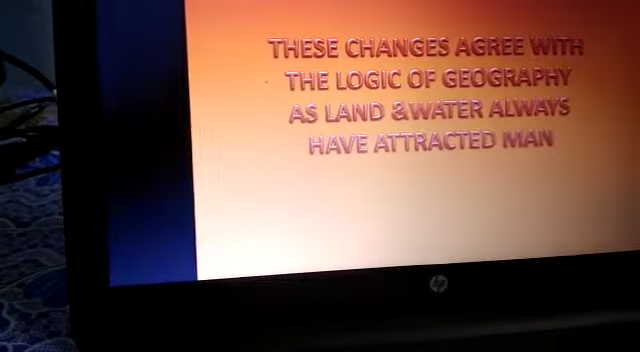 THESE CHANGES AGREE WITH
THE LOGIC OF GEOGRAPHY
AS LAND &WATER ALWAYS
HAVE ATTRACTED MAN
hp